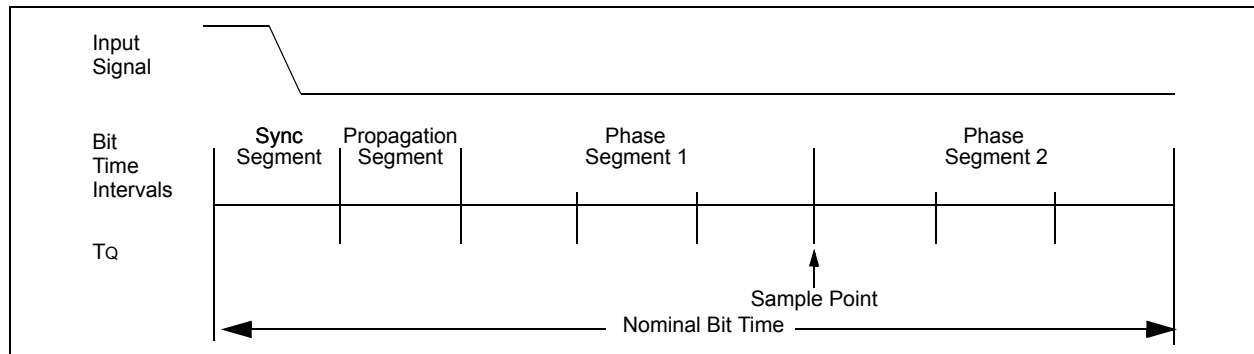 Input
Signal
Bit
Time
Intervals
Sync
Segment
Propagation
Segment
Phase
Segment 1
Phase
Segment 2
TQ
Sample Point
Nominal Bit Time